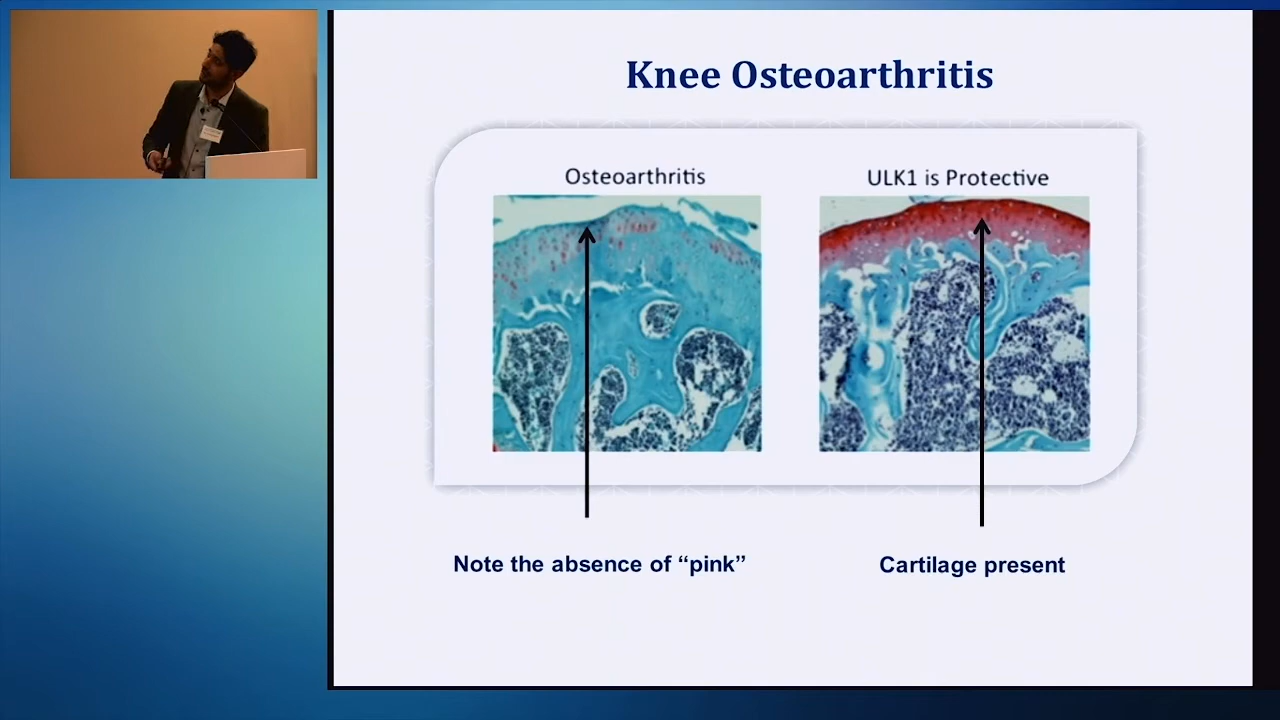 Knee Osteoarthritis
Osteoarthritis
ULK1 is Protective
Note the absence of “pink”
Cartilage present